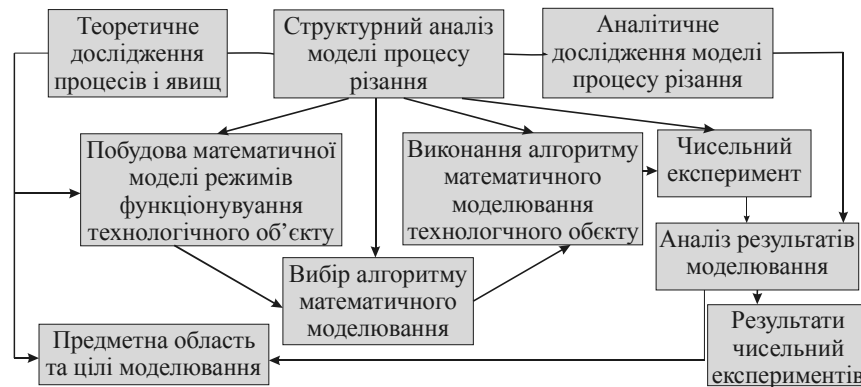 Теоретичне
дослідження
процесів і явищ
Структурний аналіз
моделі процесу
різання
Аналітичне
дослідження моделі
процесу різання
Побудова математичної
моделі режимів
функціонувуання
технологічного об’єкту
Виконання алгоритму
математичного
моделювання
технологчного обєкту
Чисельний
експеримент
Вибір алгоритму
математичного
моделювання
Аналіз результатів
моделювання
Предметна область
та цілі моделювання
Результати
чисельний
експериментів